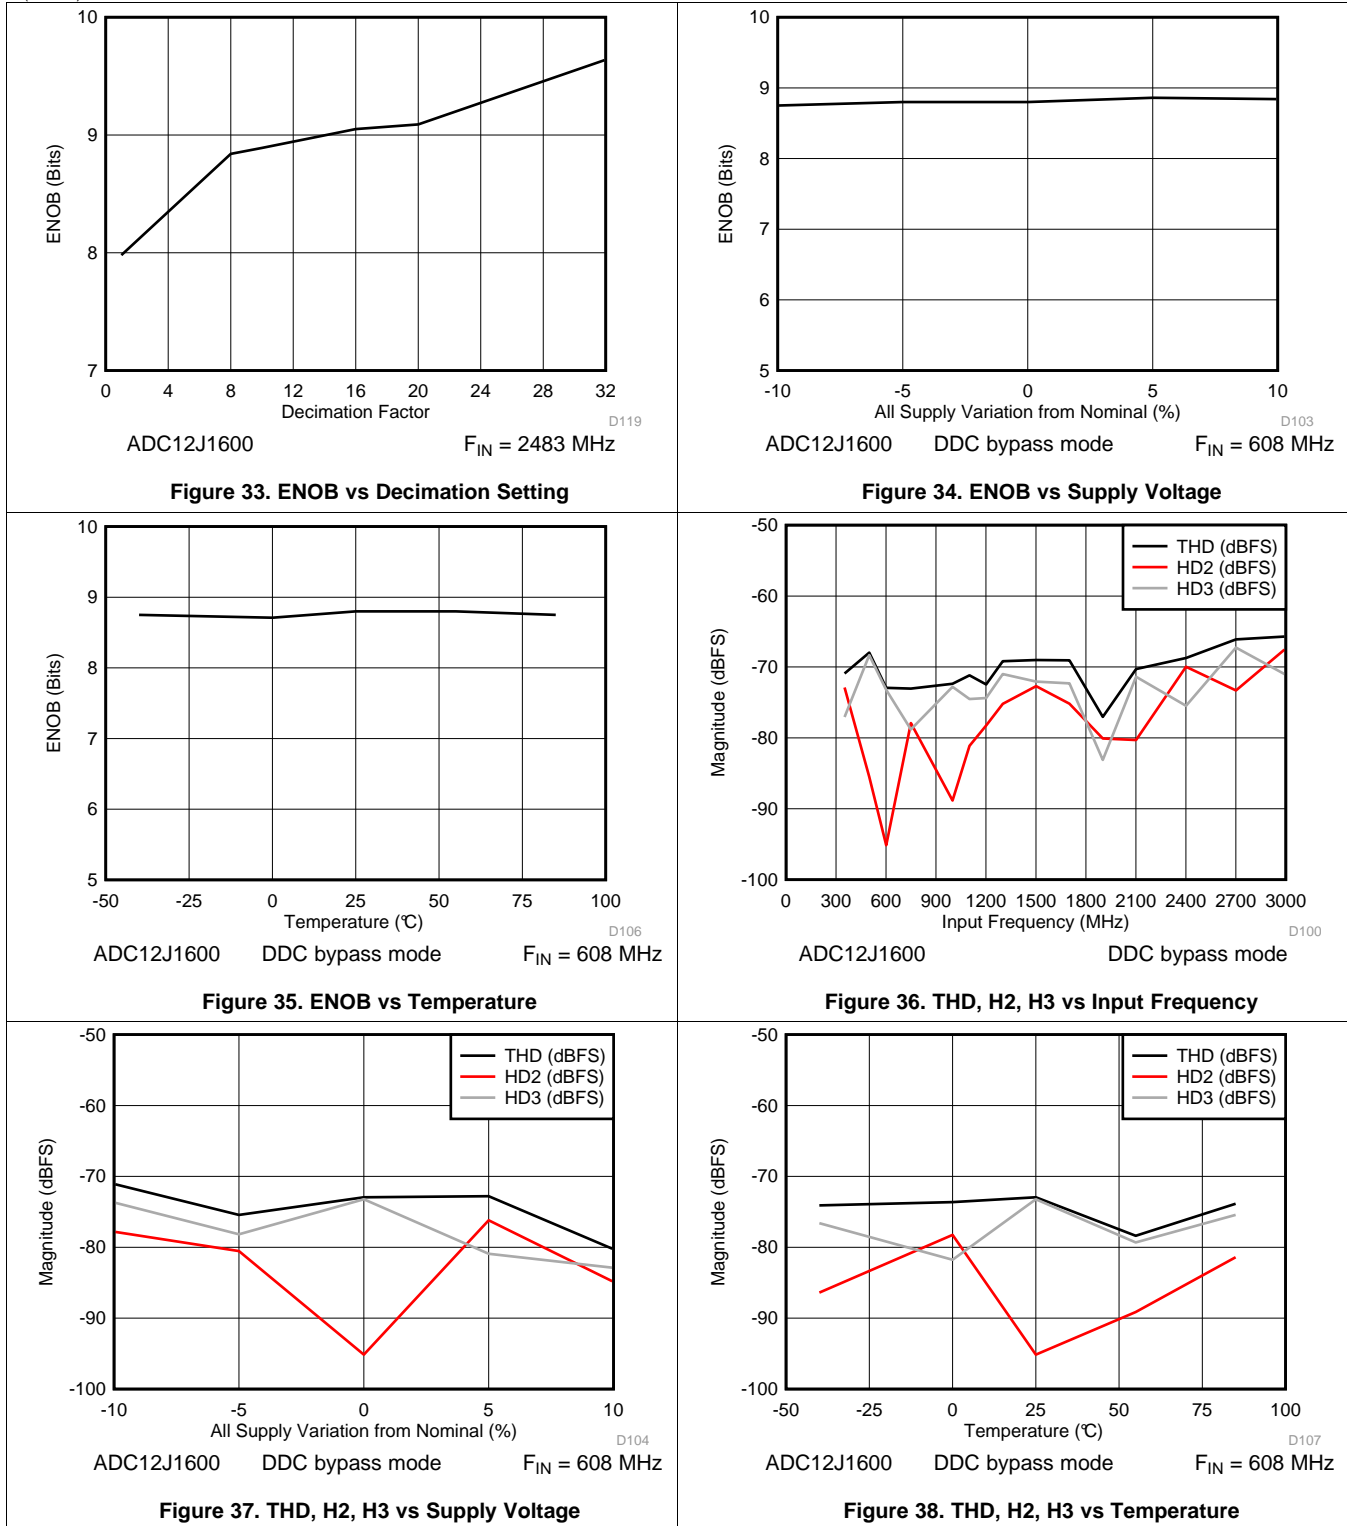 10
9
8
7
ENOB (Bits)
0 4 8 12 16 20 24 28 32
Decimation Factor
D119
ADC12J1600 F_IN = 2483 MHz
Figure 33. ENOB vs Decimation Setting
10
9
8
7
6
5
ENOB (Bits)
-10 -5 0 5 10
All Supply Variation from Nominal (%)
D103
ADC12J1600 DDC bypass mode F_IN = 608 MHz
Figure 34. ENOB vs Supply Voltage
10
9
8
7
6
5
ENOB (Bits)
-50 -25 0 25 50 75 100
Temperature (°C)
D106
ADC12J1600 DDC bypass mode F_IN = 608 MHz
Figure 35. ENOB vs Temperature
-50
-60
-70
-80
-90
-100
Magnitude (dBFS)
THD (dBFS)
HD2 (dBFS)
HD3 (dBFS)
0 300 600 900 1200 1500 1800 2100 2400 2700 3000
Input Frequency (MHz)
D100
ADC12J1600 DDC bypass mode
Figure 36. THD, H2, H3 vs Input Frequency
-50
-60
-70
-80
-90
-100
Magnitude (dBFS)
THD (dBFS)
HD2 (dBFS)
HD3 (dBFS)
-10 -5 0 5 10
All Supply Variation from Nominal (%)
D104
ADC12J1600 DDC bypass mode F_IN = 608 MHz
Figure 37. THD, H2, H3 vs Supply Voltage
-50
-60
-70
-80
-90
-100
Magnitude (dBFS)
THD (dBFS)
HD2 (dBFS)
HD3 (dBFS)
-50 -25 0 25 50 75 100
Temperature (°C)
D107
ADC12J1600 DDC bypass mode F_IN = 608 MHz
Figure 38. THD, H2, H3 vs Temperature